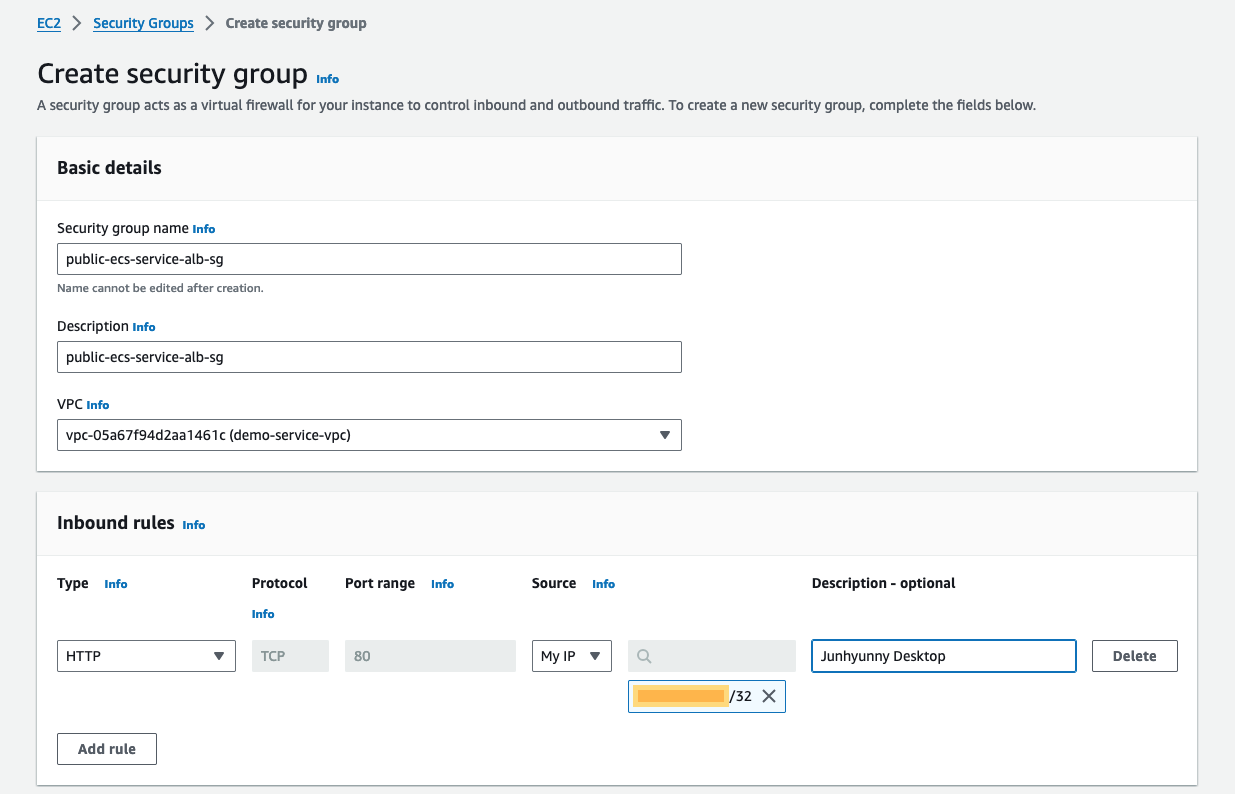 EC2 > Security Groups > Create security group
Create security group Info
A security group acts as a virtual firewall for your instance to control inbound and outbound traffic. To create a new security group, complete the fields below.
Basic details
Security group name Info
public-ecs-service-alb-sg
Name cannot be edited after creation.
Description Info
public-ecs-service-alb-sg
VPC Info
vpc-05a67f94d2aa1461c (demo-service-vpc)
Inbound rules Info
Type Info Protocol Port range Info Source Info Description - optional
Info
HTTP TCP 80 My IP Junhyunny Desktop Delete
/32
Add rule